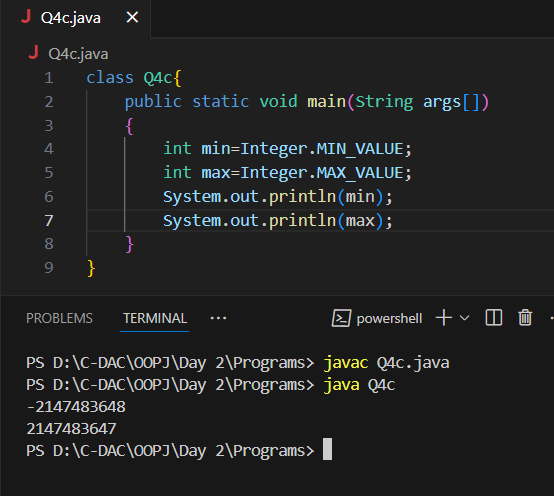 J Q4c.java ×
J Q4c.java
1 class Q4c{
2     public static void main(String args[])
3     {
4         int min=Integer.MIN_VALUE;
5         int max=Integer.MAX_VALUE;
6         System.out.println(min);
7         System.out.println(max);
8     }
9 }
PROBLEMS TERMINAL ··· powershell
PS D:\C-DAC\OOPJ\Day 2\Programs> javac Q4c.java
PS D:\C-DAC\OOPJ\Day 2\Programs> java Q4c
-2147483648
2147483647
PS D:\C-DAC\OOPJ\Day 2\Programs>